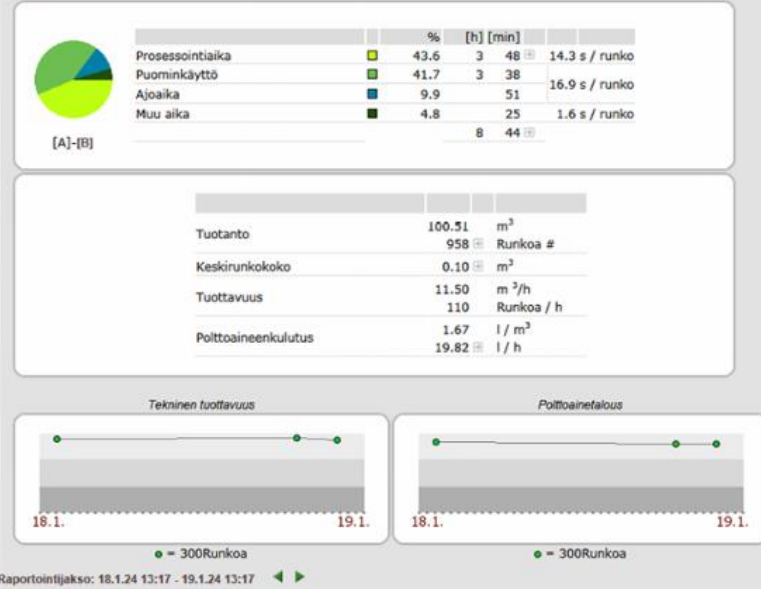 % [h] [min]
Prosessointiaika 43.6 3 48 14.3 s / runko
Puominkäyttö 41.7 3 38
16.9 s / runko
Ajoaika 9.9 51
Muu aika 4.8 25 1.6 s / runko
8 44
[A]-[B]
Tuotanto 100.51 m³
958 Runkoa #
Keskirunkokoko 0.10 m³
Tuottavuus 11.50 m ³/h
110 Runkoa / h
Polttoaineenkulutus 1.67 l / m³
19.82 l / h
Tekninen tuottavuus
Polttoainetalous
18.1. 19.1.
18.1. 19.1.
= 300Runkoa
= 300Runkoa
Raportointijakso: 18.1.24 13:17 - 19.1.24 13:17